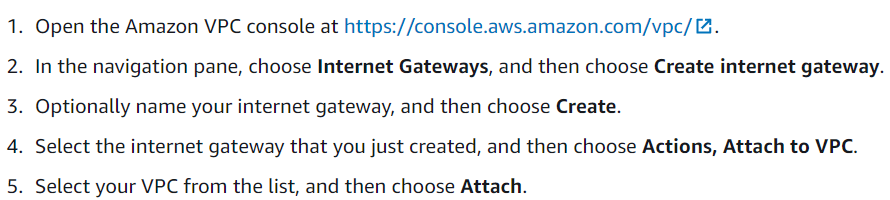 1. Open the Amazon VPC console at https://console.aws.amazon.com/vpc/.
2. In the navigation pane, choose Internet Gateways, and then choose Create internet gateway.
3. Optionally name your internet gateway, and then choose Create.
4. Select the internet gateway that you just created, and then choose Actions, Attach to VPC.
5. Select your VPC from the list, and then choose Attach.